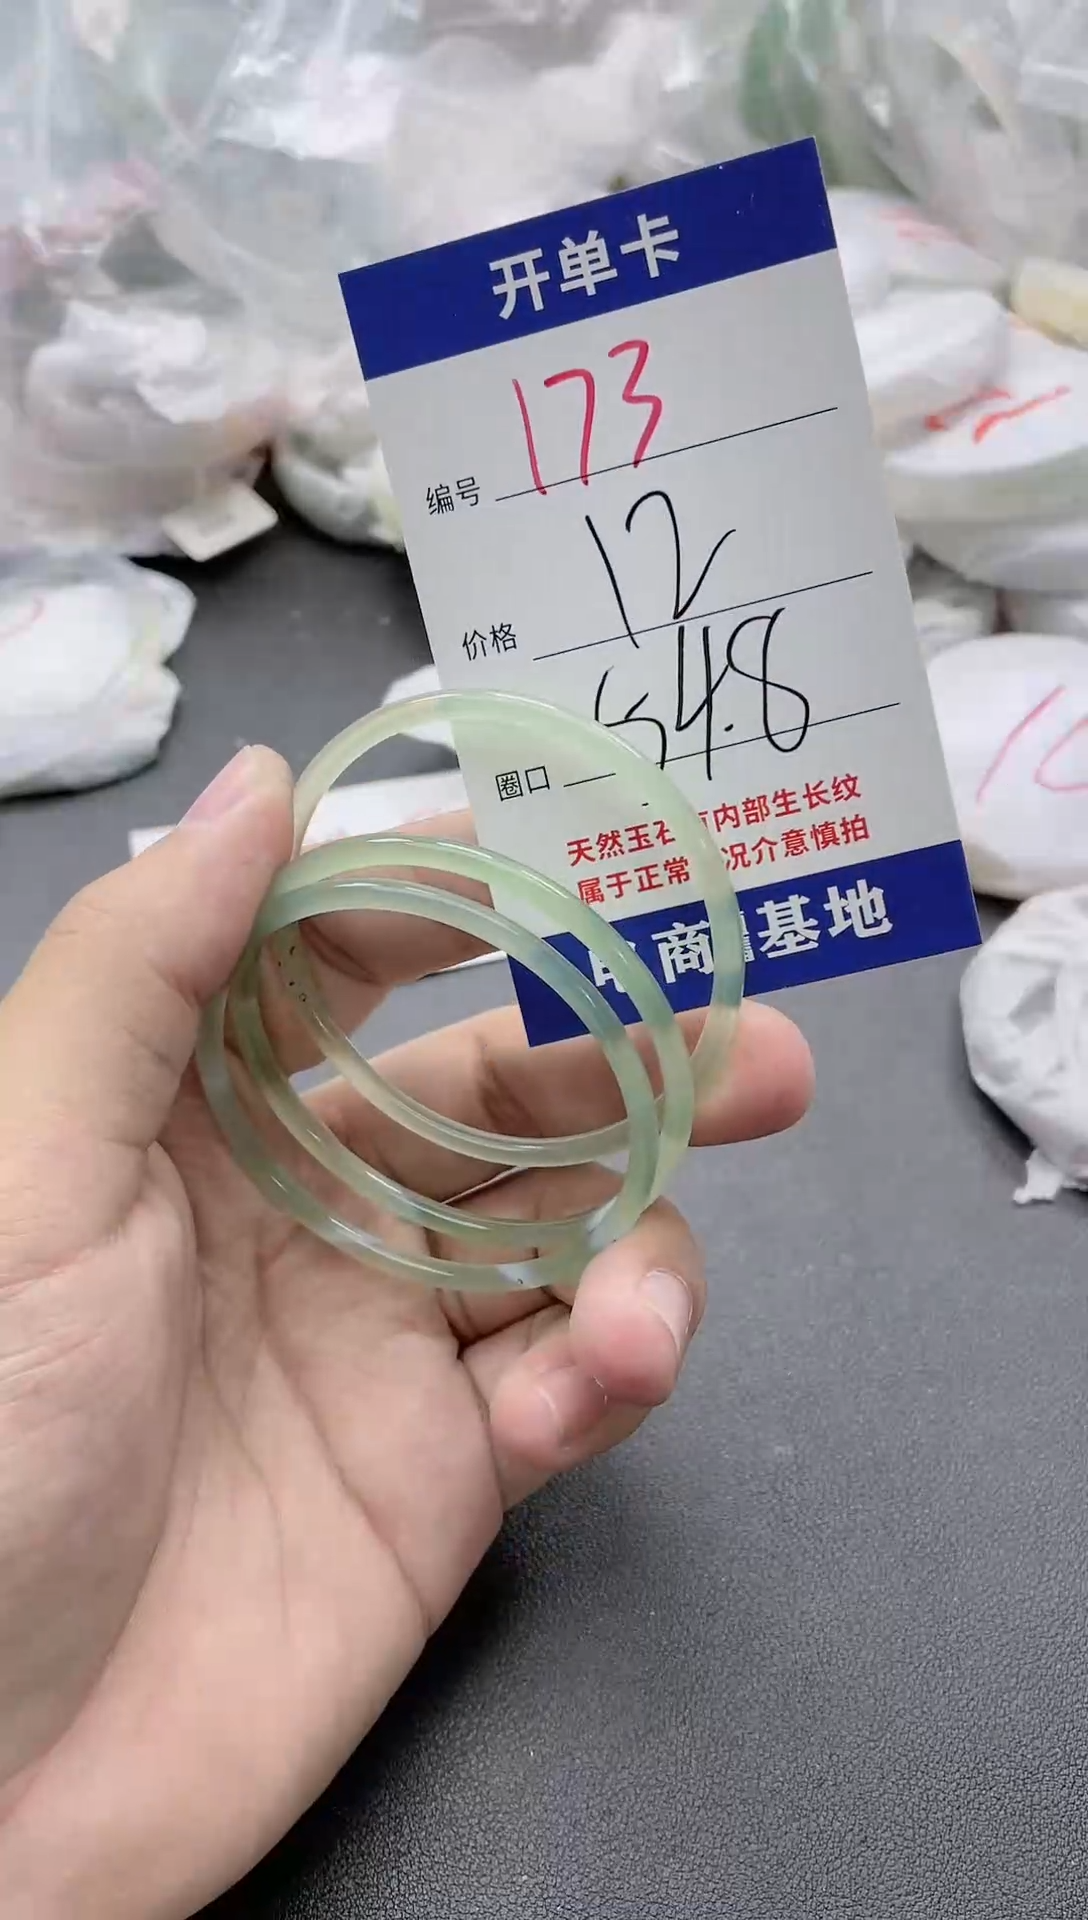 开单卡
编号 173
价格 12
圈口 54.8
天然玉石 内部生长纹
属于正常 况介意慎拍
电商 基地